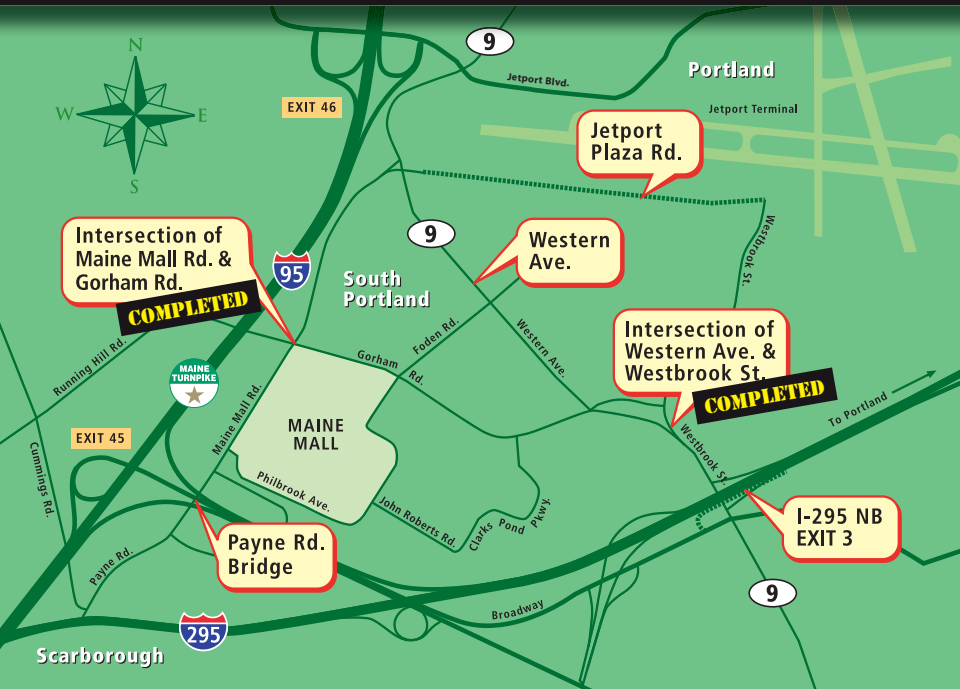 9
Jetport Blvd.
Portland
N
W
E
S
EXIT 46
Jetport Terminal
Jetport
Plaza Rd.
Intersection of
Maine Mall Rd. &
Gorham Rd.
COMPLETED
95
9
Western
Ave.
Westbrook St.
South
Portland
Intersection of
Western Ave. &
Westbrook St.
COMPLETED
Running Hill Rd.
MAINE
TURNPIKE
Gorham Rd.
Foden Rd.
Western Ave.
To Portland
Maine Mall Rd.
MAINE
MALL
EXIT 45
Cummings Rd.
Philbrook Ave.
John Roberts Rd.
Clarks Pond Pkwy.
Westbrook St.
I-295 NB
EXIT 3
Payne Rd.
Bridge
Payne Rd.
9
Broadway
295
Scarborough